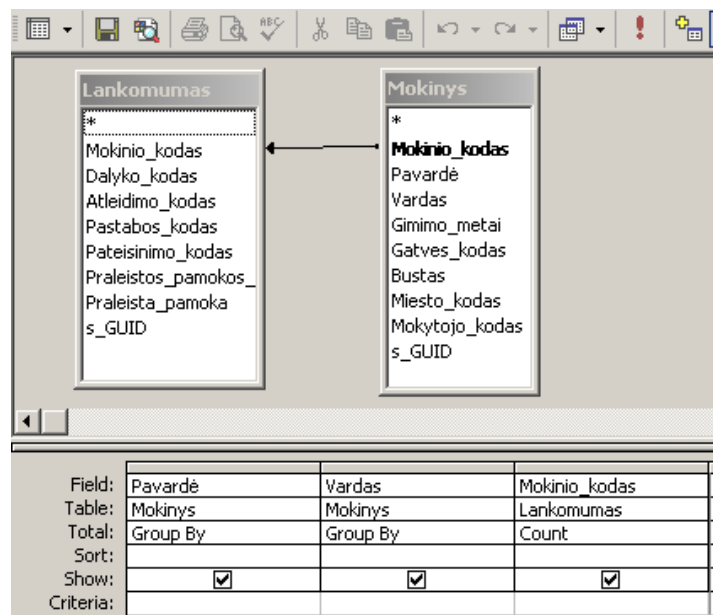 ABC
Lankomumas
*
Mokinio_kodas
Dalyko_kodas
Atleidimo_kodas
Pastabos_kodas
Pateisinimo_kodas
Praleistos_pamokos_
Praleista_pamoka
s_GUID
Mokinys
*
Mokinio_kodas
Pavardė
Vardas
Gimimo_metai
Gatves_kodas
Bustas
Miesto_kodas
Mokytojo_kodas
s_GUID
Field: Pavardė Vardas Mokinio_kodas
Table: Mokinys Mokinys Lankomumas
Total: Group By Group By Count
Sort:
Show:
Criteria: